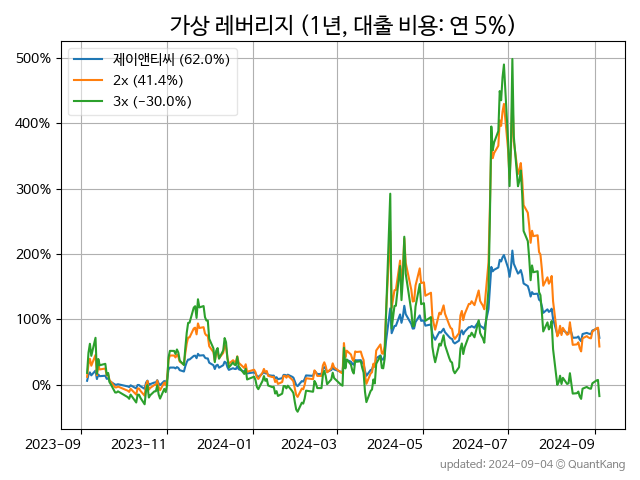 가상 레버리지 (1년, 대출 비용: 연 5%)
500%
400%
300%
200%
100%
0%
제이앤티씨 (62.0%)
2x (41.4%)
3x (-30.0%)
2023-09
2023-11
2024-01
2024-03
2024-05
2024-07
2024-09
updated: 2024-09-04 @ QuantKang